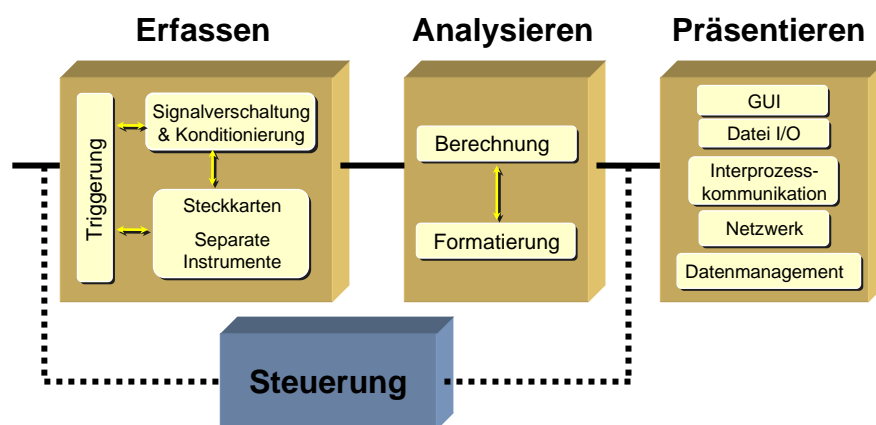 Erfassen
Analysieren
Präsentieren
Triggerung
Signalverschaltung
& Konditionierung
Steckkarten
Separate
Instrumente
Berechnung
Formatierung
GUI
Datei I/O
Interprozess-
kommunikation
Netzwerk
Datenmanagement
Steuerung